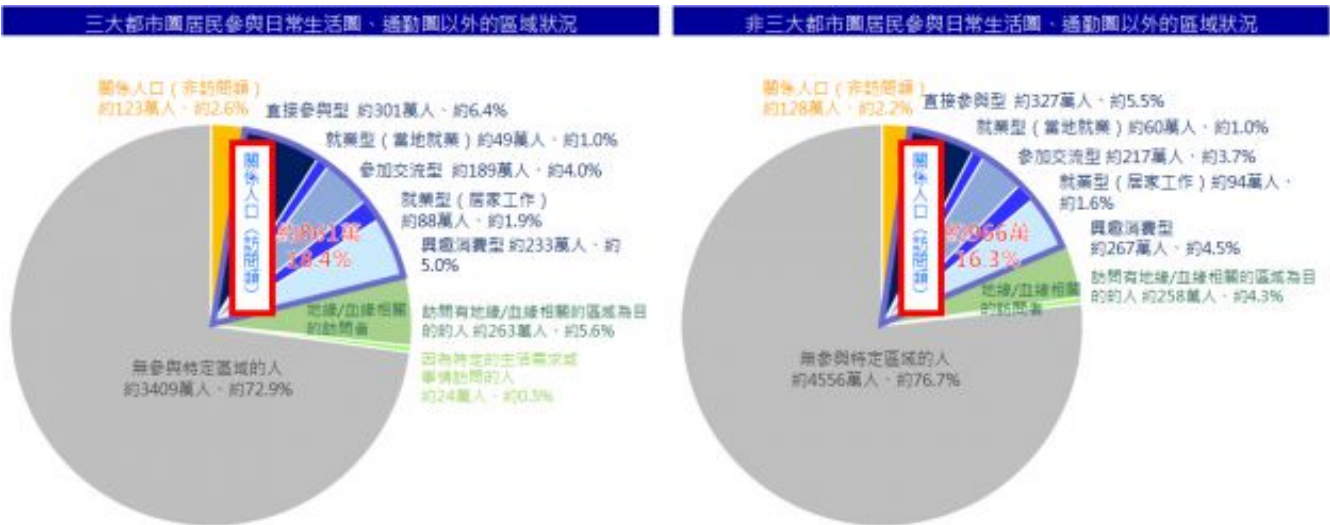 三大都市圈居民參與日常生活圈、通勤圈以外的區域狀況
關係人口(非訪問類)
約123萬人、約2.6%
直接參與型 約301萬人、約6.4%
就業型(當地就業)約49萬人、約1.0%
參加交流型 約189萬人、約4.0%
就業型(居家工作)
約88萬人、約1.9%
興趣消費型 約233萬人、約
5.0%
關係人口(訪問類)
約861萬
18.4%
地緣/血緣相關
的訪問者
訪問有地緣/血緣相關的區域為目
的的人 約263萬人、約5.6%
因為特定的生活需求或
事情訪問的人
約24萬人、約0.5%
無參與特定區域的人
約3409萬人、約72.9%
非三大都市圈居民參與日常生活圈、通勤圈以外的區域狀況
關係人口(非訪問類)
約128萬人、約2.2%
直接參與型 約327萬人、約5.5%
就業型(當地就業)約60萬人、約1.0%
參加交流型 約217萬人、約3.7%
就業型(居家工作)約94萬人、
約1.6%
興趣消費型
約267萬人、約4.5%
關係人口(訪問類)
約966萬
16.3%
地緣/血緣相關
的訪問者
訪問有地緣/血緣相關的區域為目
的的人 約258萬人、約4.3%
無參與特定區域的人
約4556萬人、約76.7%